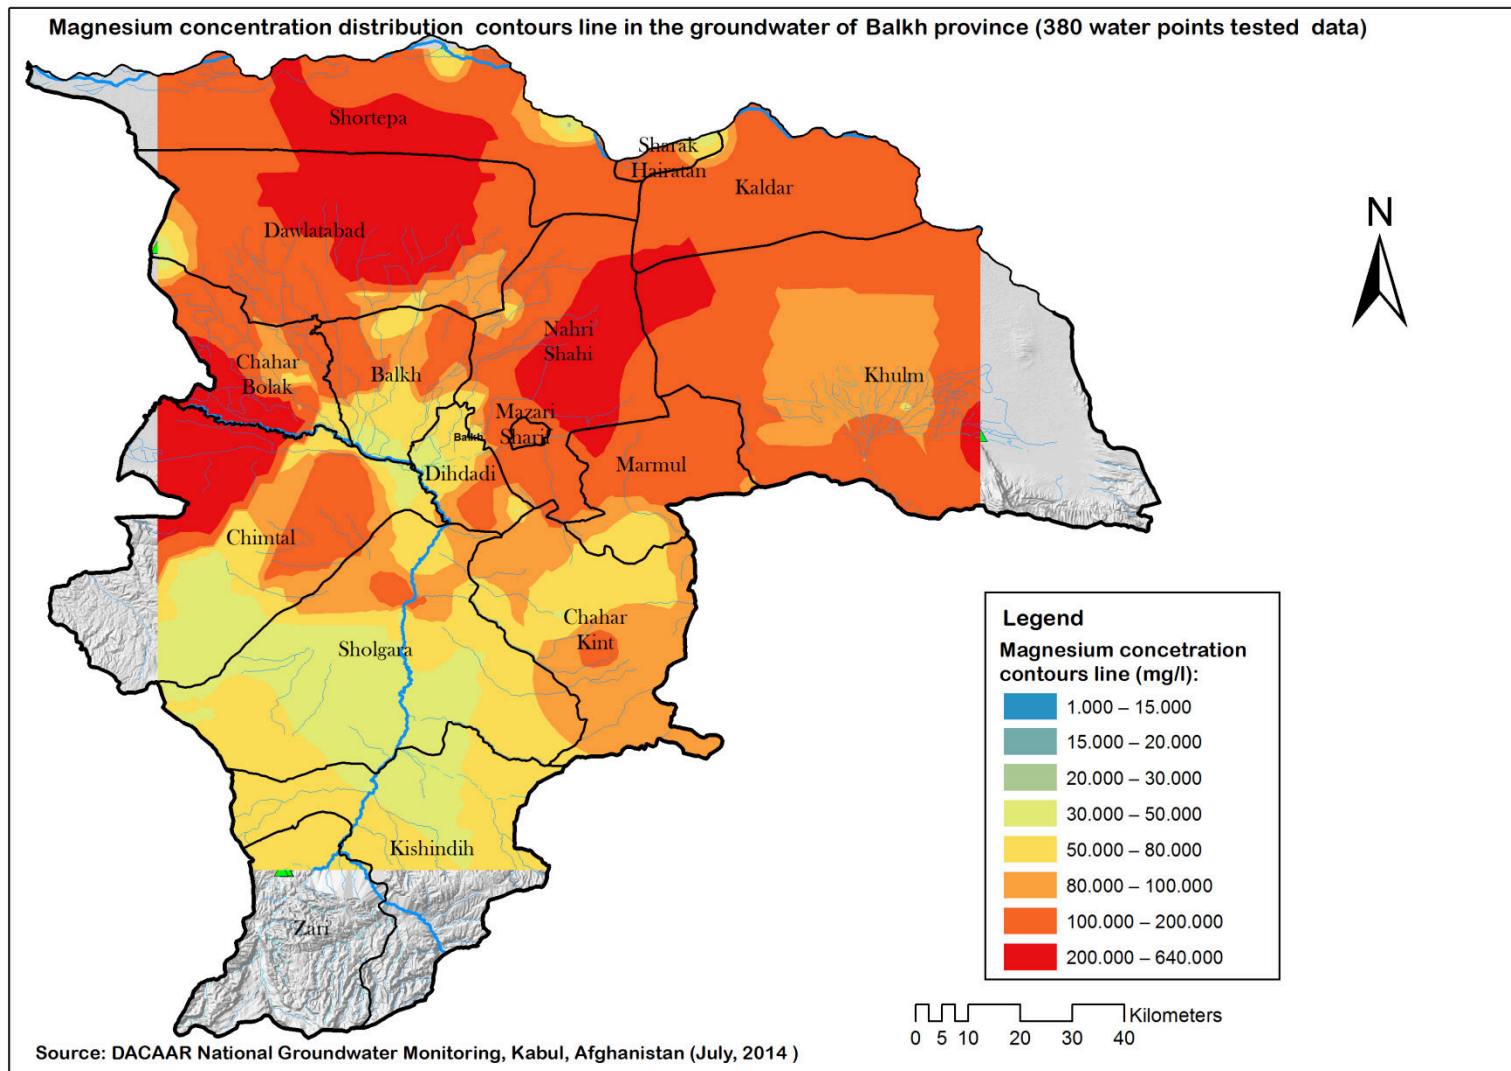 Magnesium concentration distribution contours line in the groundwater of Balkh province (380 water points tested data)
Shortepa
Sharak
Hairatan
Kaldar
N
Dawlatabad
Nahri
Shahi
Chahar
Bolak
Balkh
Khulm
Mazari
Sharif
Balkh
Dihdadi
Marmul
Chimtal
Chahar
Kint
Sholgara
Kishindih
Zari
Legend
Magnesium concetration
contours line (mg/l):
1.000 – 15.000
15.000 – 20.000
20.000 – 30.000
30.000 – 50.000
50.000 – 80.000
80.000 – 100.000
100.000 – 200.000
200.000 – 640.000
Kilometers
0 5 10 20 30 40
Source: DACAAR National Groundwater Monitoring, Kabul, Afghanistan (July, 2014 )